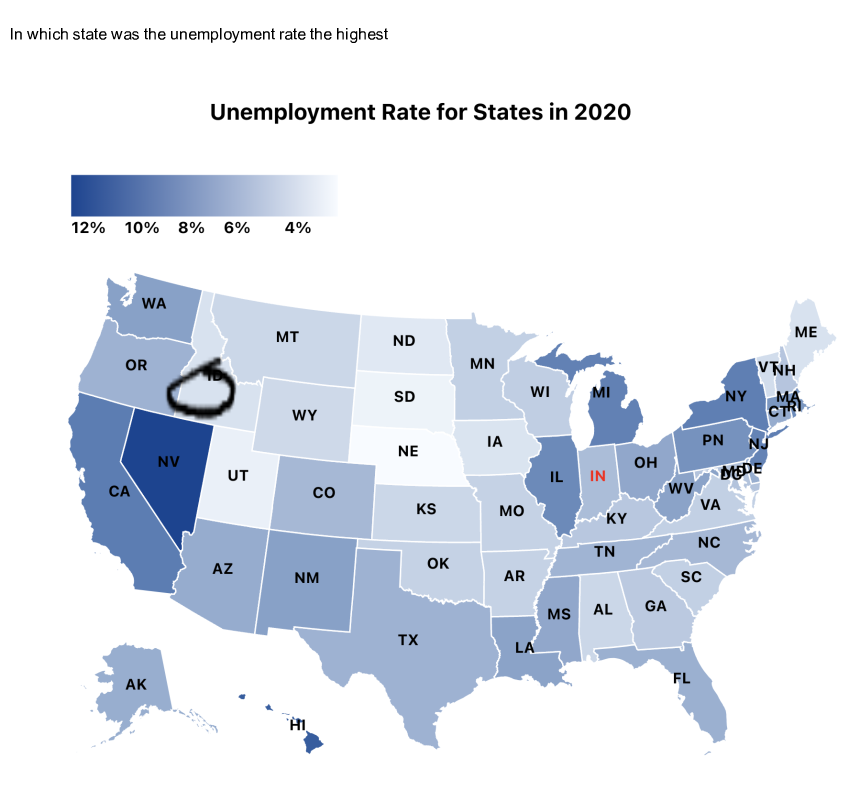 In which state was the unemployment rate the highest
Unemployment Rate for States in 2020
12% 10% 8% 6% 4%
WA
MT
ND
ME
OR
ID
MN
VT
NH
WY
SD
WI
MI
NY
MA
CT
RI
NV
UT
NE
IA
PN
NJ
CA
CO
IL
IN
OH
MD
DE
DC
KS
MO
WV
VA
KY
AZ
NM
OK
AR
TN
NC
SC
TX
MS
AL
GA
LA
AK
FL
HI